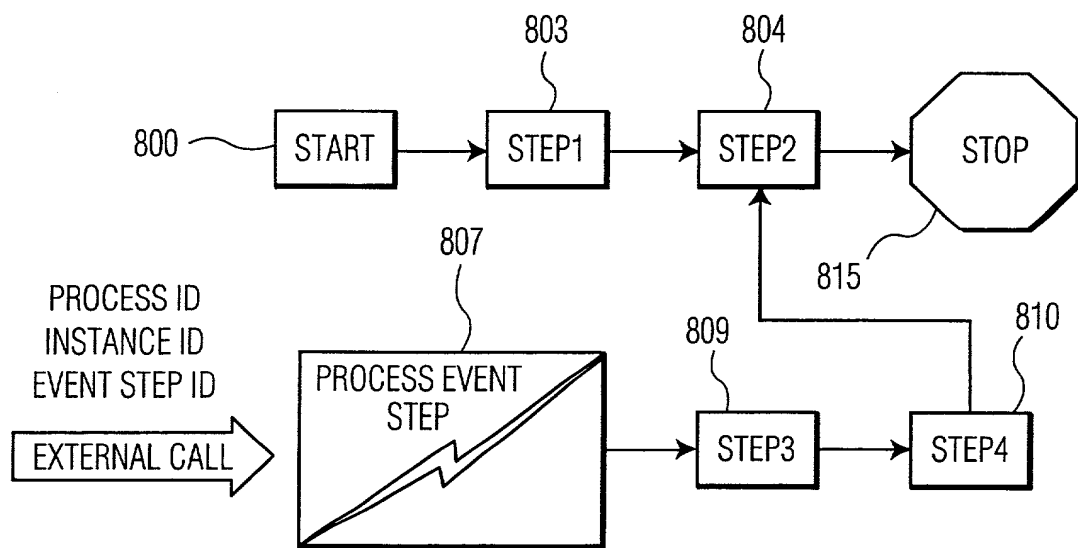 803
804
800
START
STEP1
STEP2
STOP
815
807
PROCESS ID
INSTANCE ID
EVENT STEP ID
EXTERNAL CALL
PROCESS EVENT
STEP
809
810
STEP3
STEP4